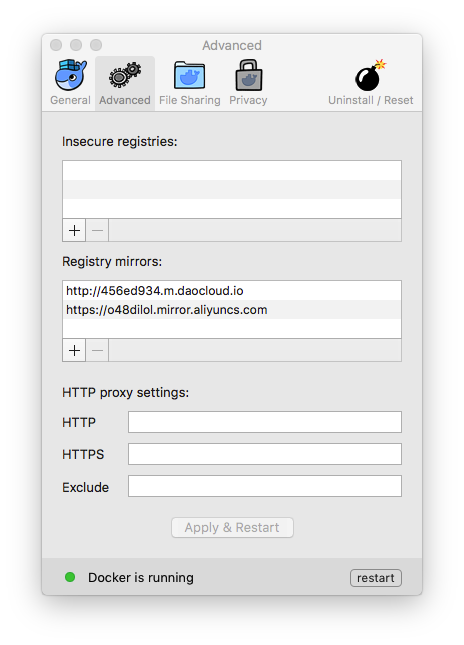 Advanced
General
Advanced
File Sharing
Privacy
Uninstall / Reset
Insecure registries:
Registry mirrors:
http://456ed934.m.daocloud.io
https://o48dilol.mirror.aliyuncs.com
HTTP proxy settings:
HTTP
HTTPS
Exclude
Apply & Restart
Docker is running
restart